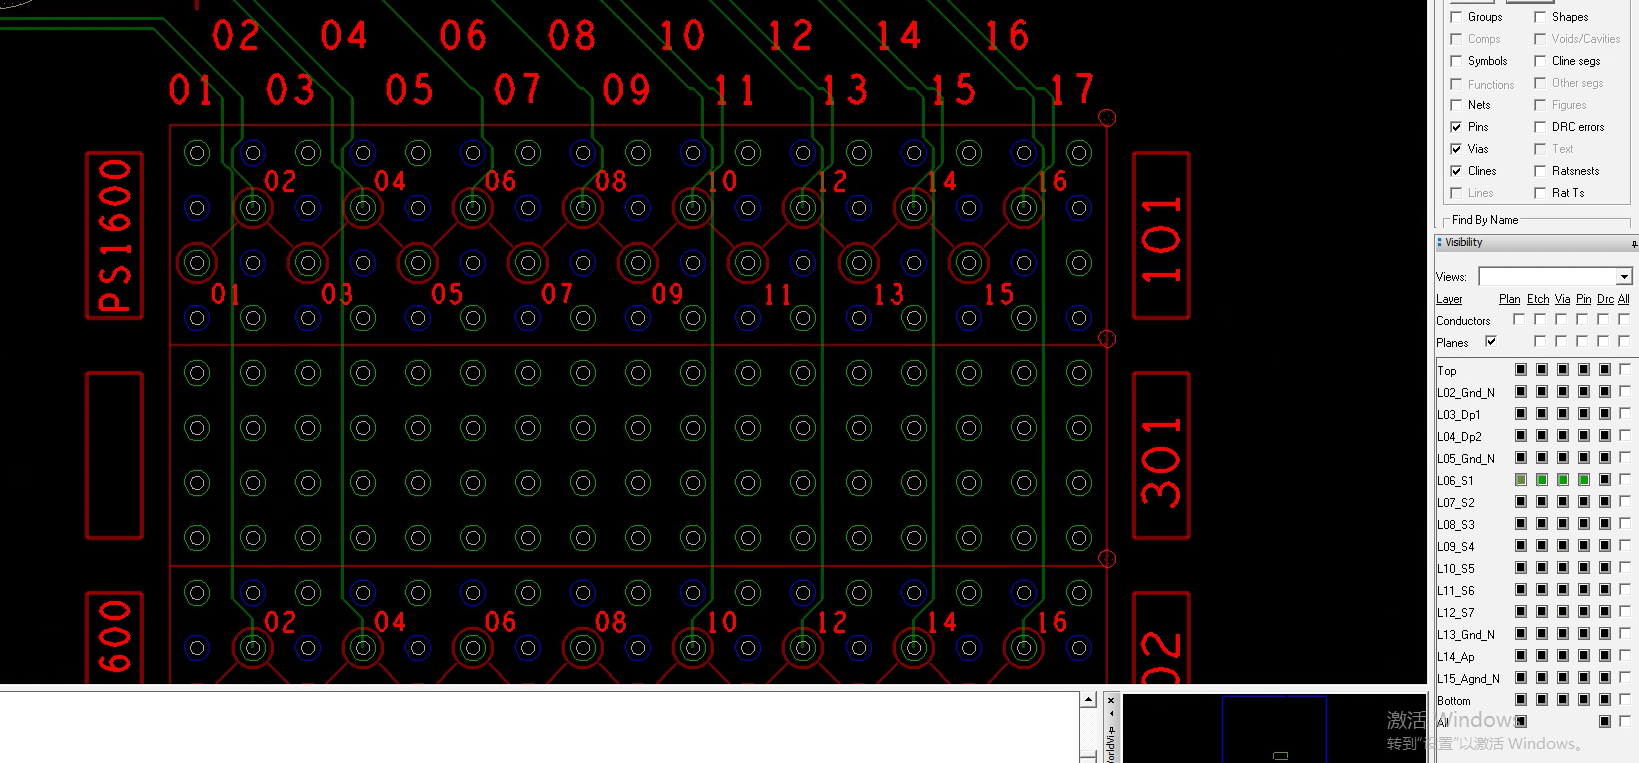 02 04 06 08 10 12 14 16
01 03 05 07 09 11 13 15 17
PS1600
02 04 06 08 10 12 14 16
01 03 05 07 09 11 13 15
101
301
600
02 04 06 08 10 12 14 16
02
Groups Shapes
Comps Voids/Cavities
Symbols Cline segs
Functions Other segs
Nets Figures
Pins DRC errors
Vias Text
Clines Ratsnests
Lines Rat Ts
Find By Name
Visibility
Views:
Layer Plan Etch Via Pin Drc All
Conductors
Planes
Top
L02_Gnd_N
L03_Dp1
L04_Dp2
L05_Gnd_N
L06_S1
L07_S2
L08_S3
L09_S4
L10_S5
L11_S6
L12_S7
L13_Gnd_N
L14_Ap
L15_Agnd_N
Bottom
All
激活 Windows
转到“设置”以激活 Windows。